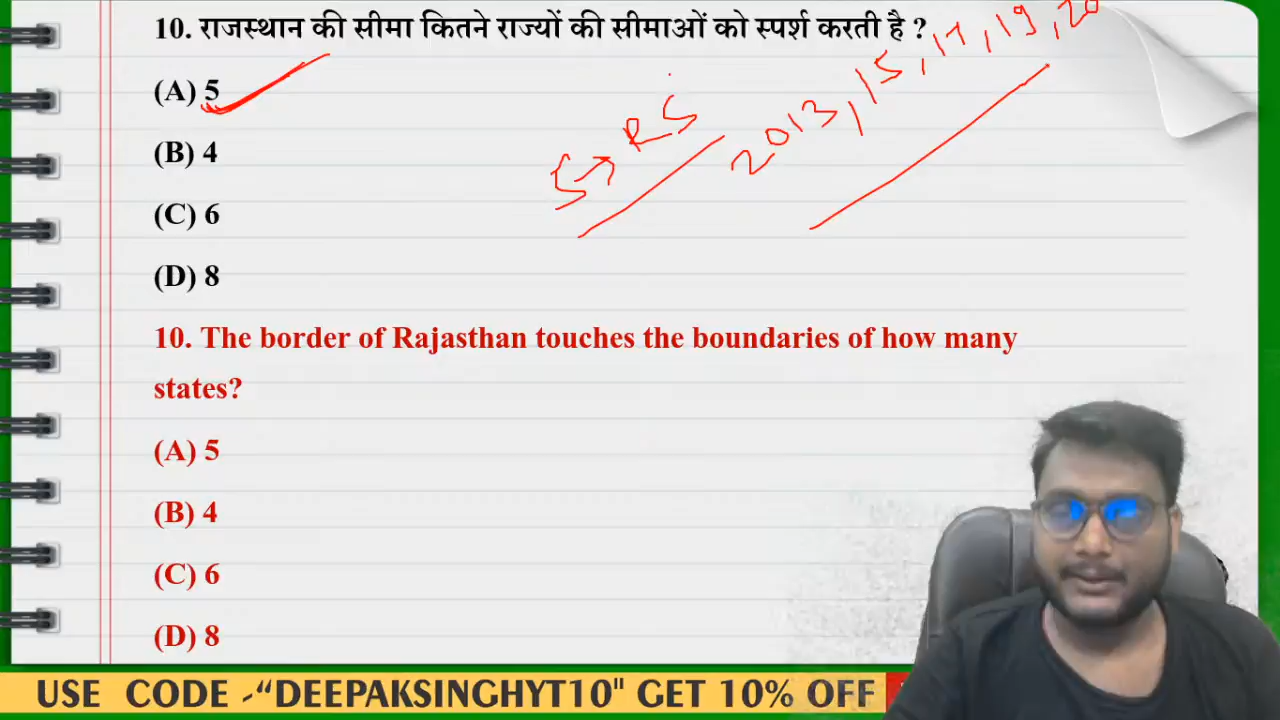 10. राजस्थान की सीमा कितने राज्यों की सीमाओं को स्पर्श करती है ?
(A) 5
(B) 4
5→ RS
2013, 15, 17, 19, 20
(C) 6
(D) 8
10. The border of Rajasthan touches the boundaries of how many
states?
(A) 5
(B) 4
(C) 6
(D) 8
USE CODE -“DEEPAKSINGHYT10" GET 10% OFF